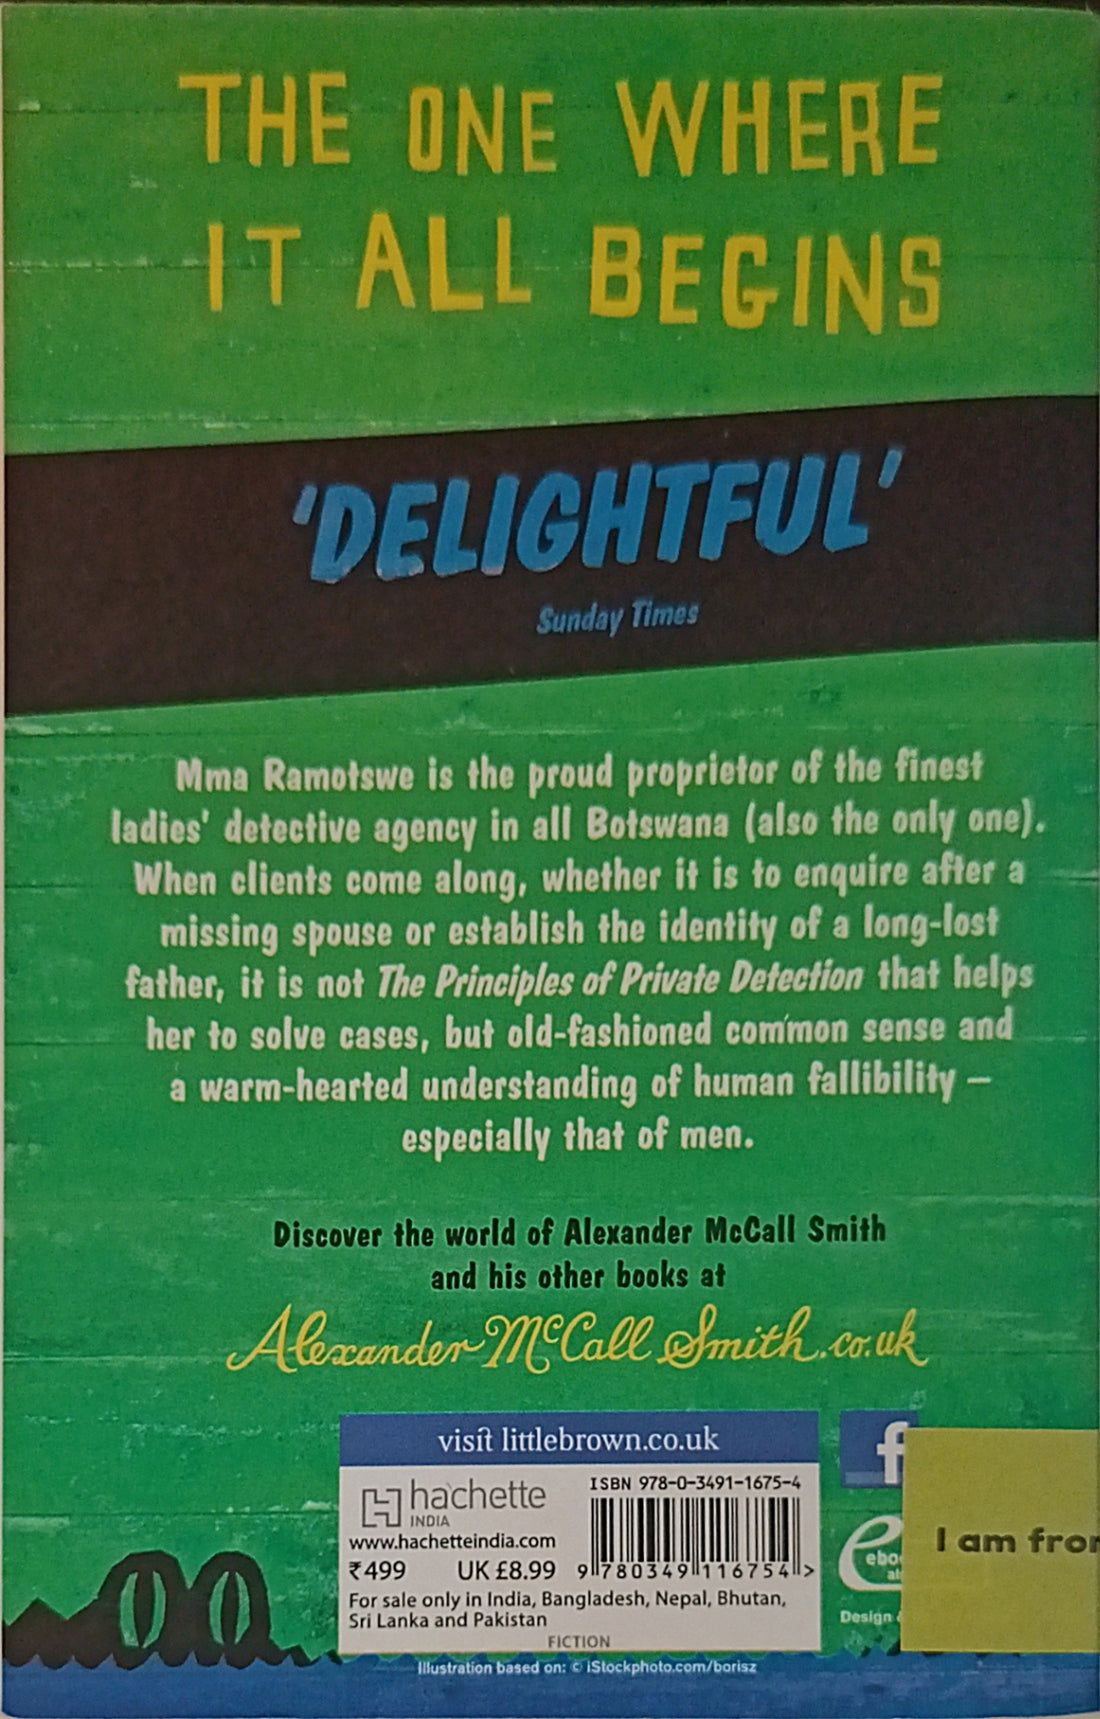 THE ONE WHERE
IT ALL BEGINS
'DELIGHTFUL'
Sunday Times
Mma Ramotswe is the proud proprietor of the finest
ladies' detective agency in all Botswana (also the only one).
When clients come along, whether it is to enquire after a
missing spouse or establish the identity of a long-lost
father, it is not The Principles of Private Detection that helps
her to solve cases, but old-fashioned common sense and
a warm-hearted understanding of human fallibility –
especially that of men.
Discover the world of Alexander McCall Smith
and his other books at
Alexander McCall Smith.co.uk
visit littlebrown.co.uk
f
hachette
INDIA
www.hachetteindia.com
₹499 UK £8.99
ISBN 978-0-3491-1675-4
9 780349 116754 >
For sale only in India, Bangladesh, Nepal, Bhutan,
Sri Lanka and Pakistan
FICTION
Design
I am
Illustration based on: © iStockphoto.com/borisz